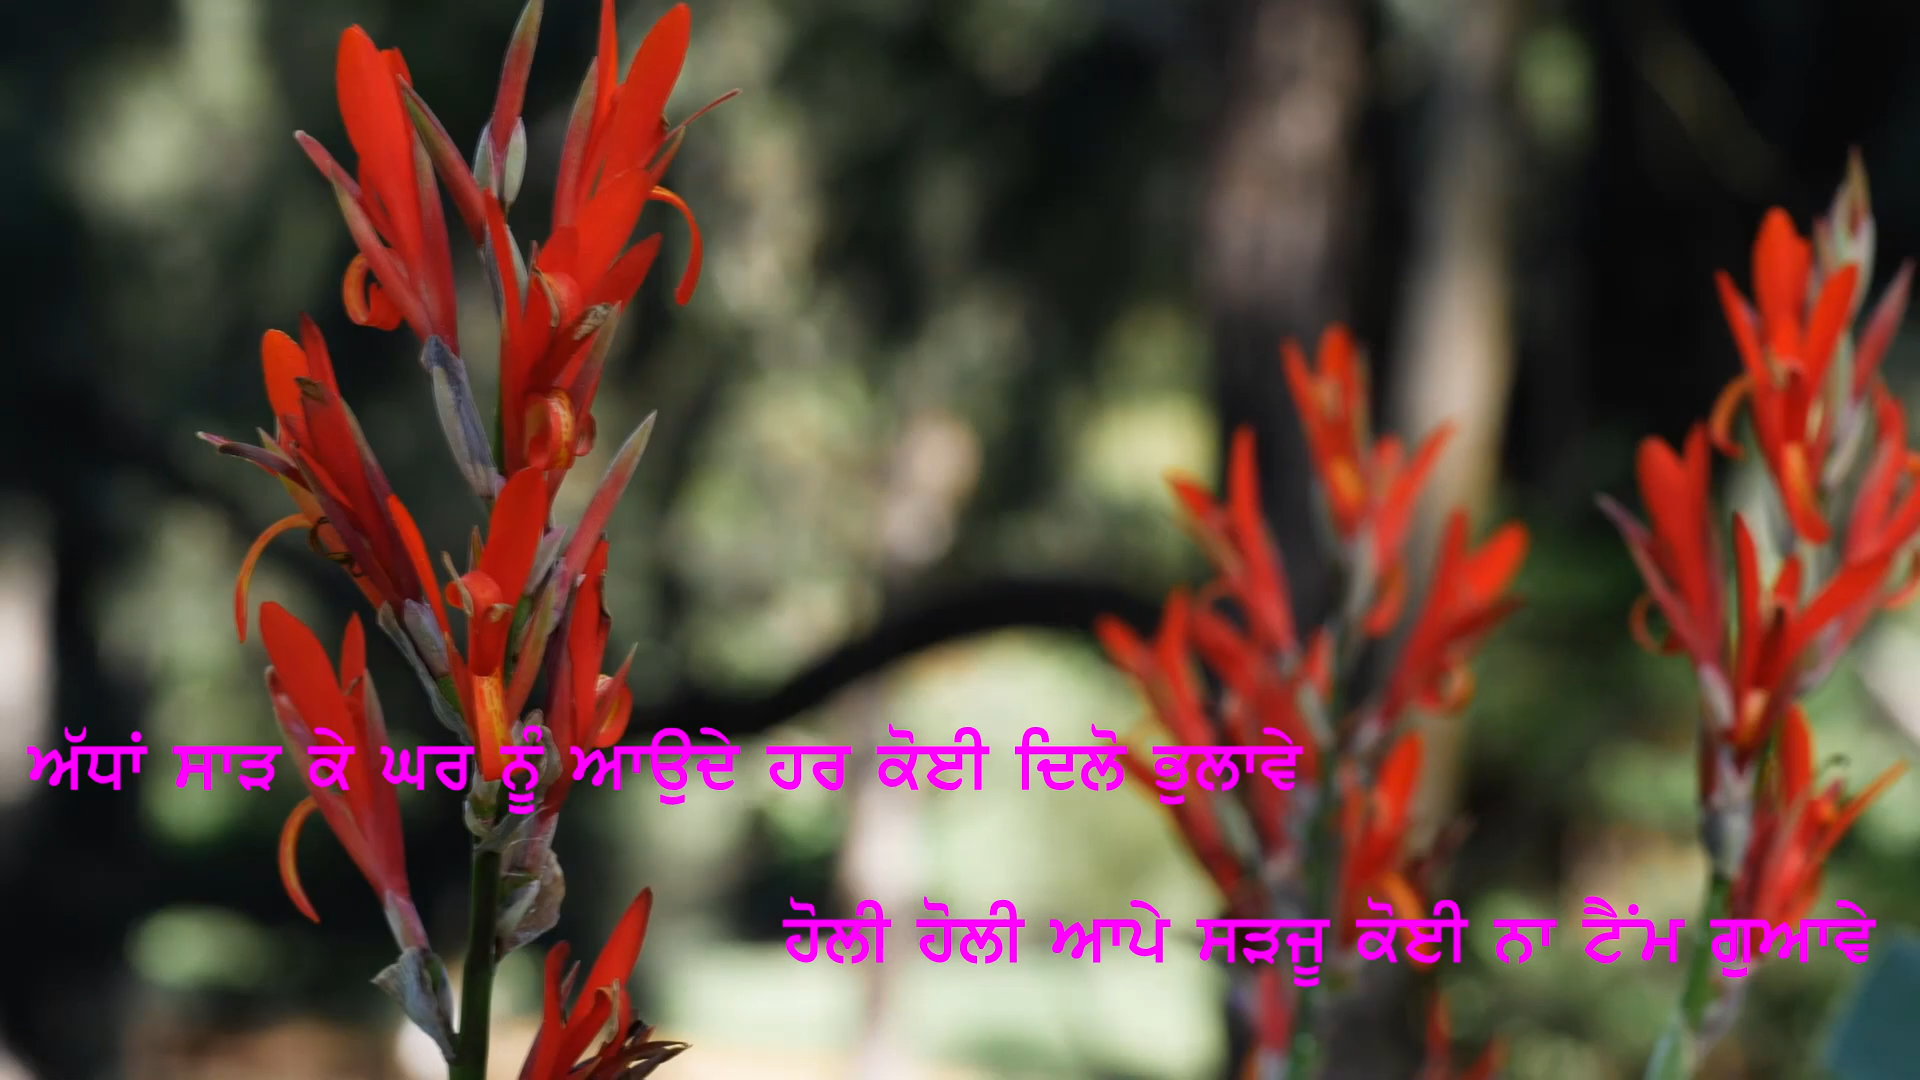 ਅੱਧਾਂ ਸਾੜ ਕੇ ਘਰ ਨੂੰ ਆਉਦੇ ਹਰ ਕੋਈ ਦਿਲੋ ਭੁਲਾਵੇ
ਹੋਲੀ ਹੋਲੀ ਆਪੇ ਸੜਜੂ ਕੋਈ ਨਾ ਟੈਂਮ ਗੁਆਵੇ